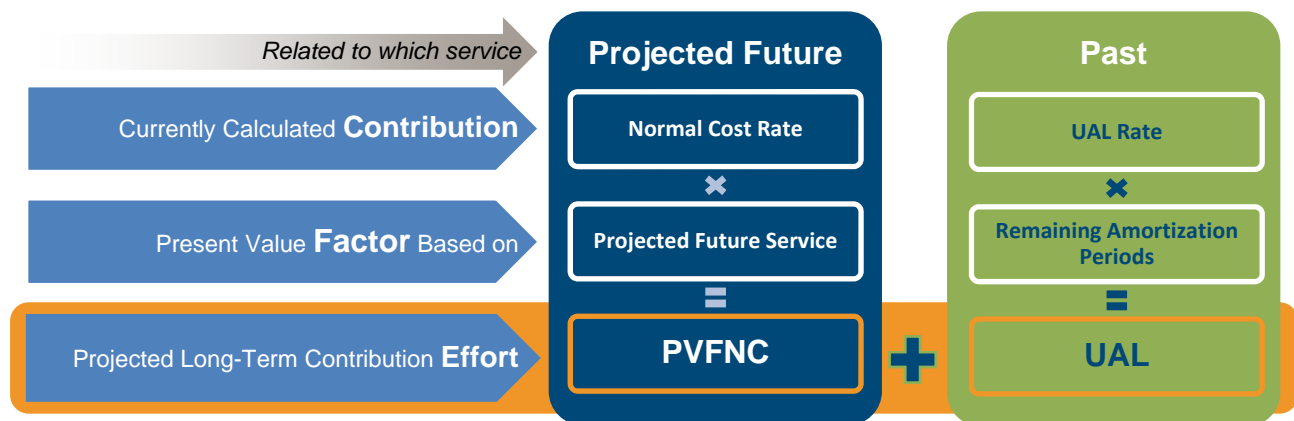 Related to which service
Projected Future
Past
Currently Calculated Contribution
Normal Cost Rate
UAL Rate
×
×
Present Value Factor Based on
Projected Future Service
Remaining Amortization
Periods
=
=
Projected Long-Term Contribution Effort
PVFNC
+
UAL